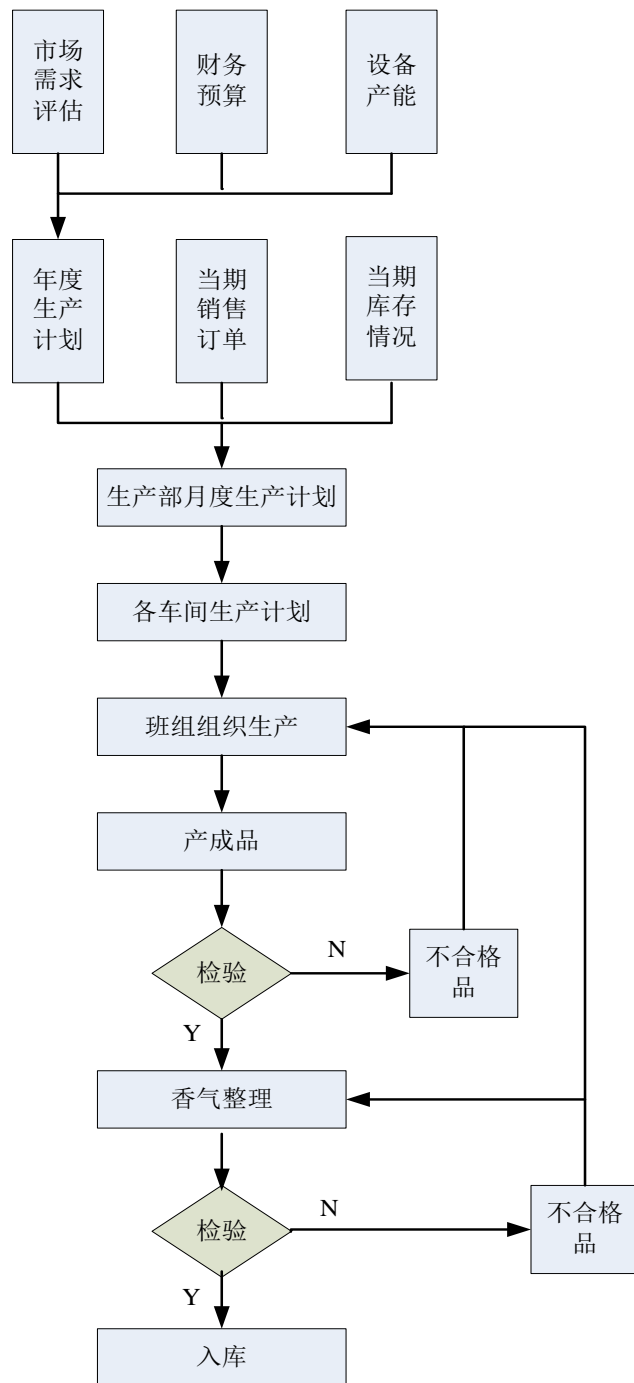 市场
需求
评估
财务
预算
设备
产能
年度
生产
计划
当期
销售
订单
当期
库存
情况
生产部月度生产计划
各车间生产计划
班组组织生产
产成品
检验
N
不合格
品
Y
香气整理
检验
N
不合格
品
Y
入库